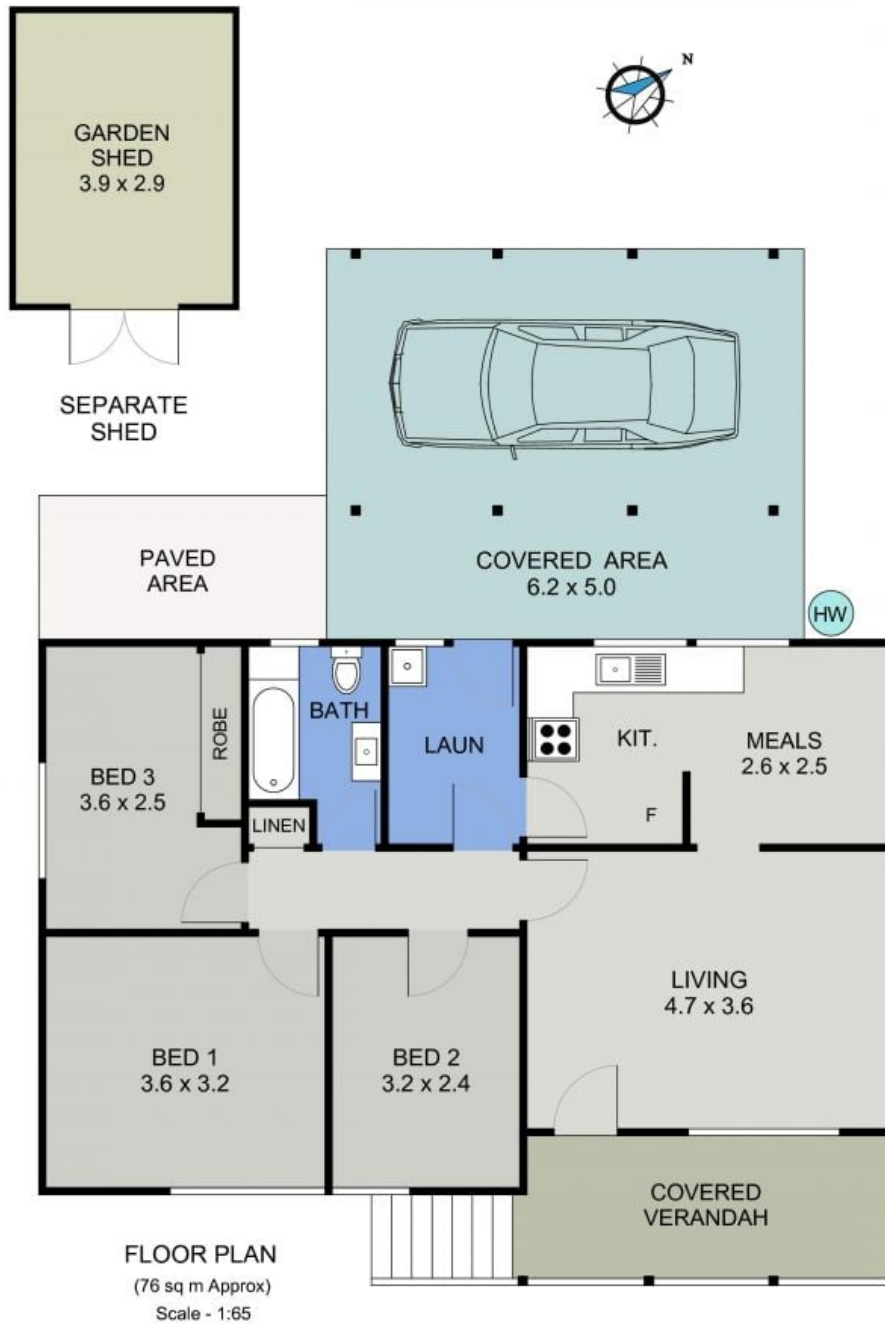 GARDEN
SHED
3.9 x 2.9
N
SEPARATE
SHED
PAVED
AREA
COVERED AREA
6.2 x 5.0
HW
BED 3
3.6 x 2.5
ROBE
BATH
LINEN
LAUN
KIT.
F
MEALS
2.6 x 2.5
LIVING
4.7 x 3.6
BED 1
3.6 x 3.2
BED 2
3.2 x 2.4
COVERED
VERANDAH
FLOOR PLAN
(76 sq m Approx)
Scale - 1:65